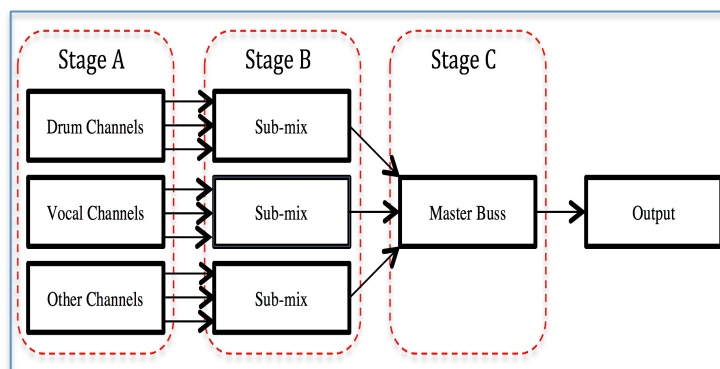 Stage A
Stage B
Stage C
Drum Channels
Sub-mix
Vocal Channels
Sub-mix
Master Buss
Output
Other Channels
Sub-mix